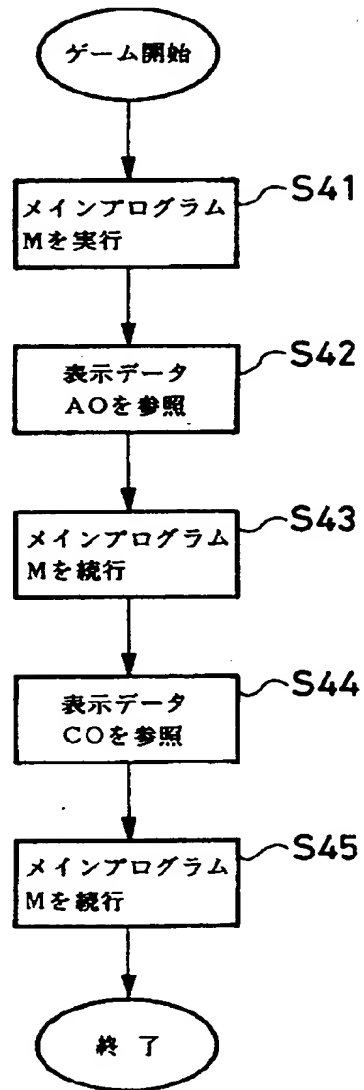 ゲーム開始
メインプログラム
Mを実行
S41
表示データ
AOを参照
S42
メインプログラム
Mを続行
S43
表示データ
COを参照
S44
メインプログラム
Mを続行
S45
終了